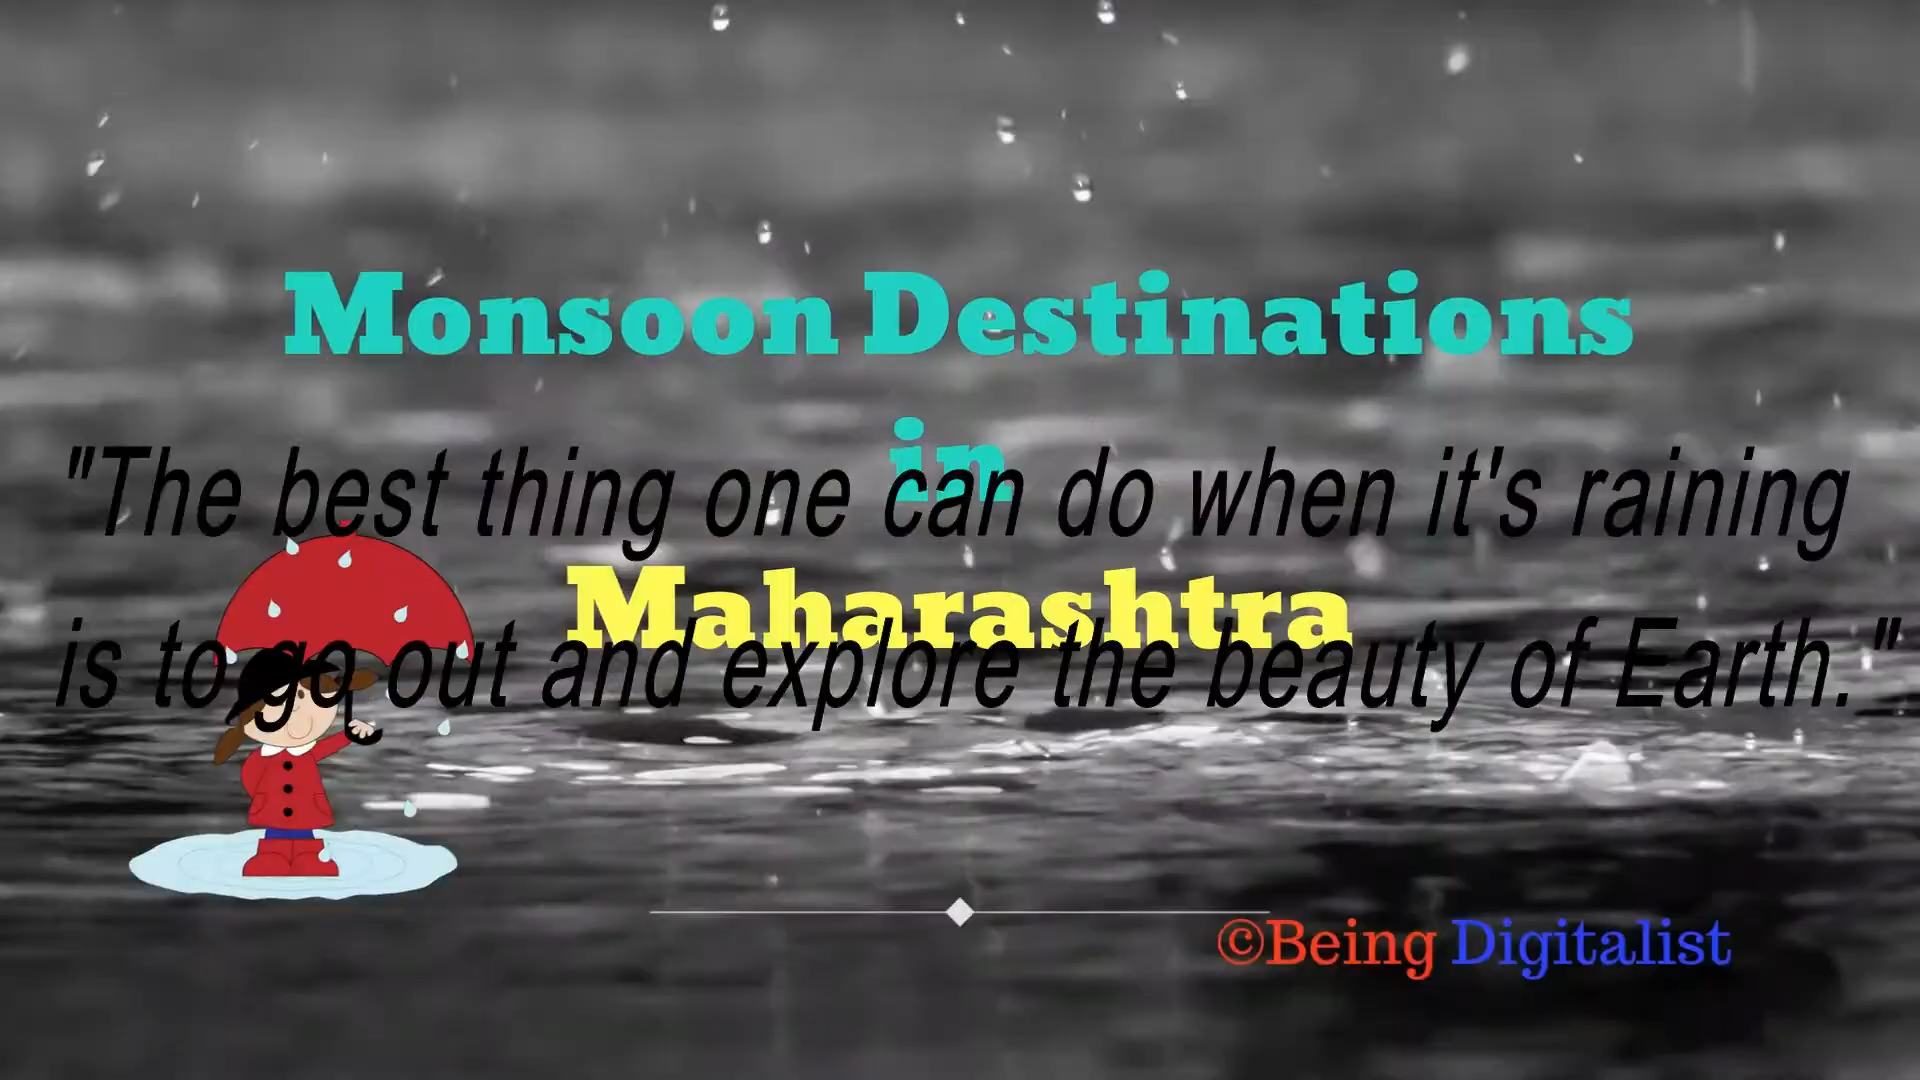 Monsoon Destinations
in
Maharashtra
"The best thing one can do when it's raining
is to go out and explore the beauty of Earth."
©Being Digitalist